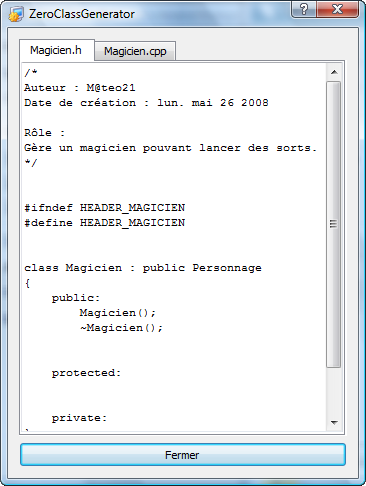 ZeroClassGenerator
Magicien.h Magicien.cpp
/*
Auteur : M@teo21
Date de création : lun. mai 26 2008
Rôle :
Gère un magicien pouvant lancer des sorts.
*/
#ifndef HEADER_MAGICIEN
#define HEADER_MAGICIEN
class Magicien : public Personnage
{
public:
Magicien();
~Magicien();
protected:
private:
Fermer